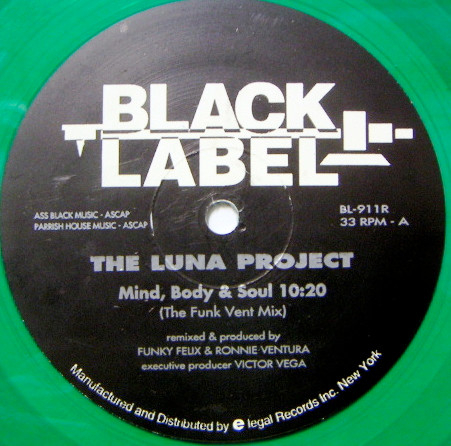 BLACK
LABEL
ASS BLACK MUSIC - ASCAP
PARRISH HOUSE MUSIC - ASCAP
BL-911R
33 RPM - A
THE LUNA PROJECT
Mind, Body & Soul 10:20
(The Funk Vent Mix)
remixed & produced by
FUNKY FELIX & RONNIE VENTURA
executive producer VICTOR VEGA
Manufactured and Distributed by e legal Records Inc. New York